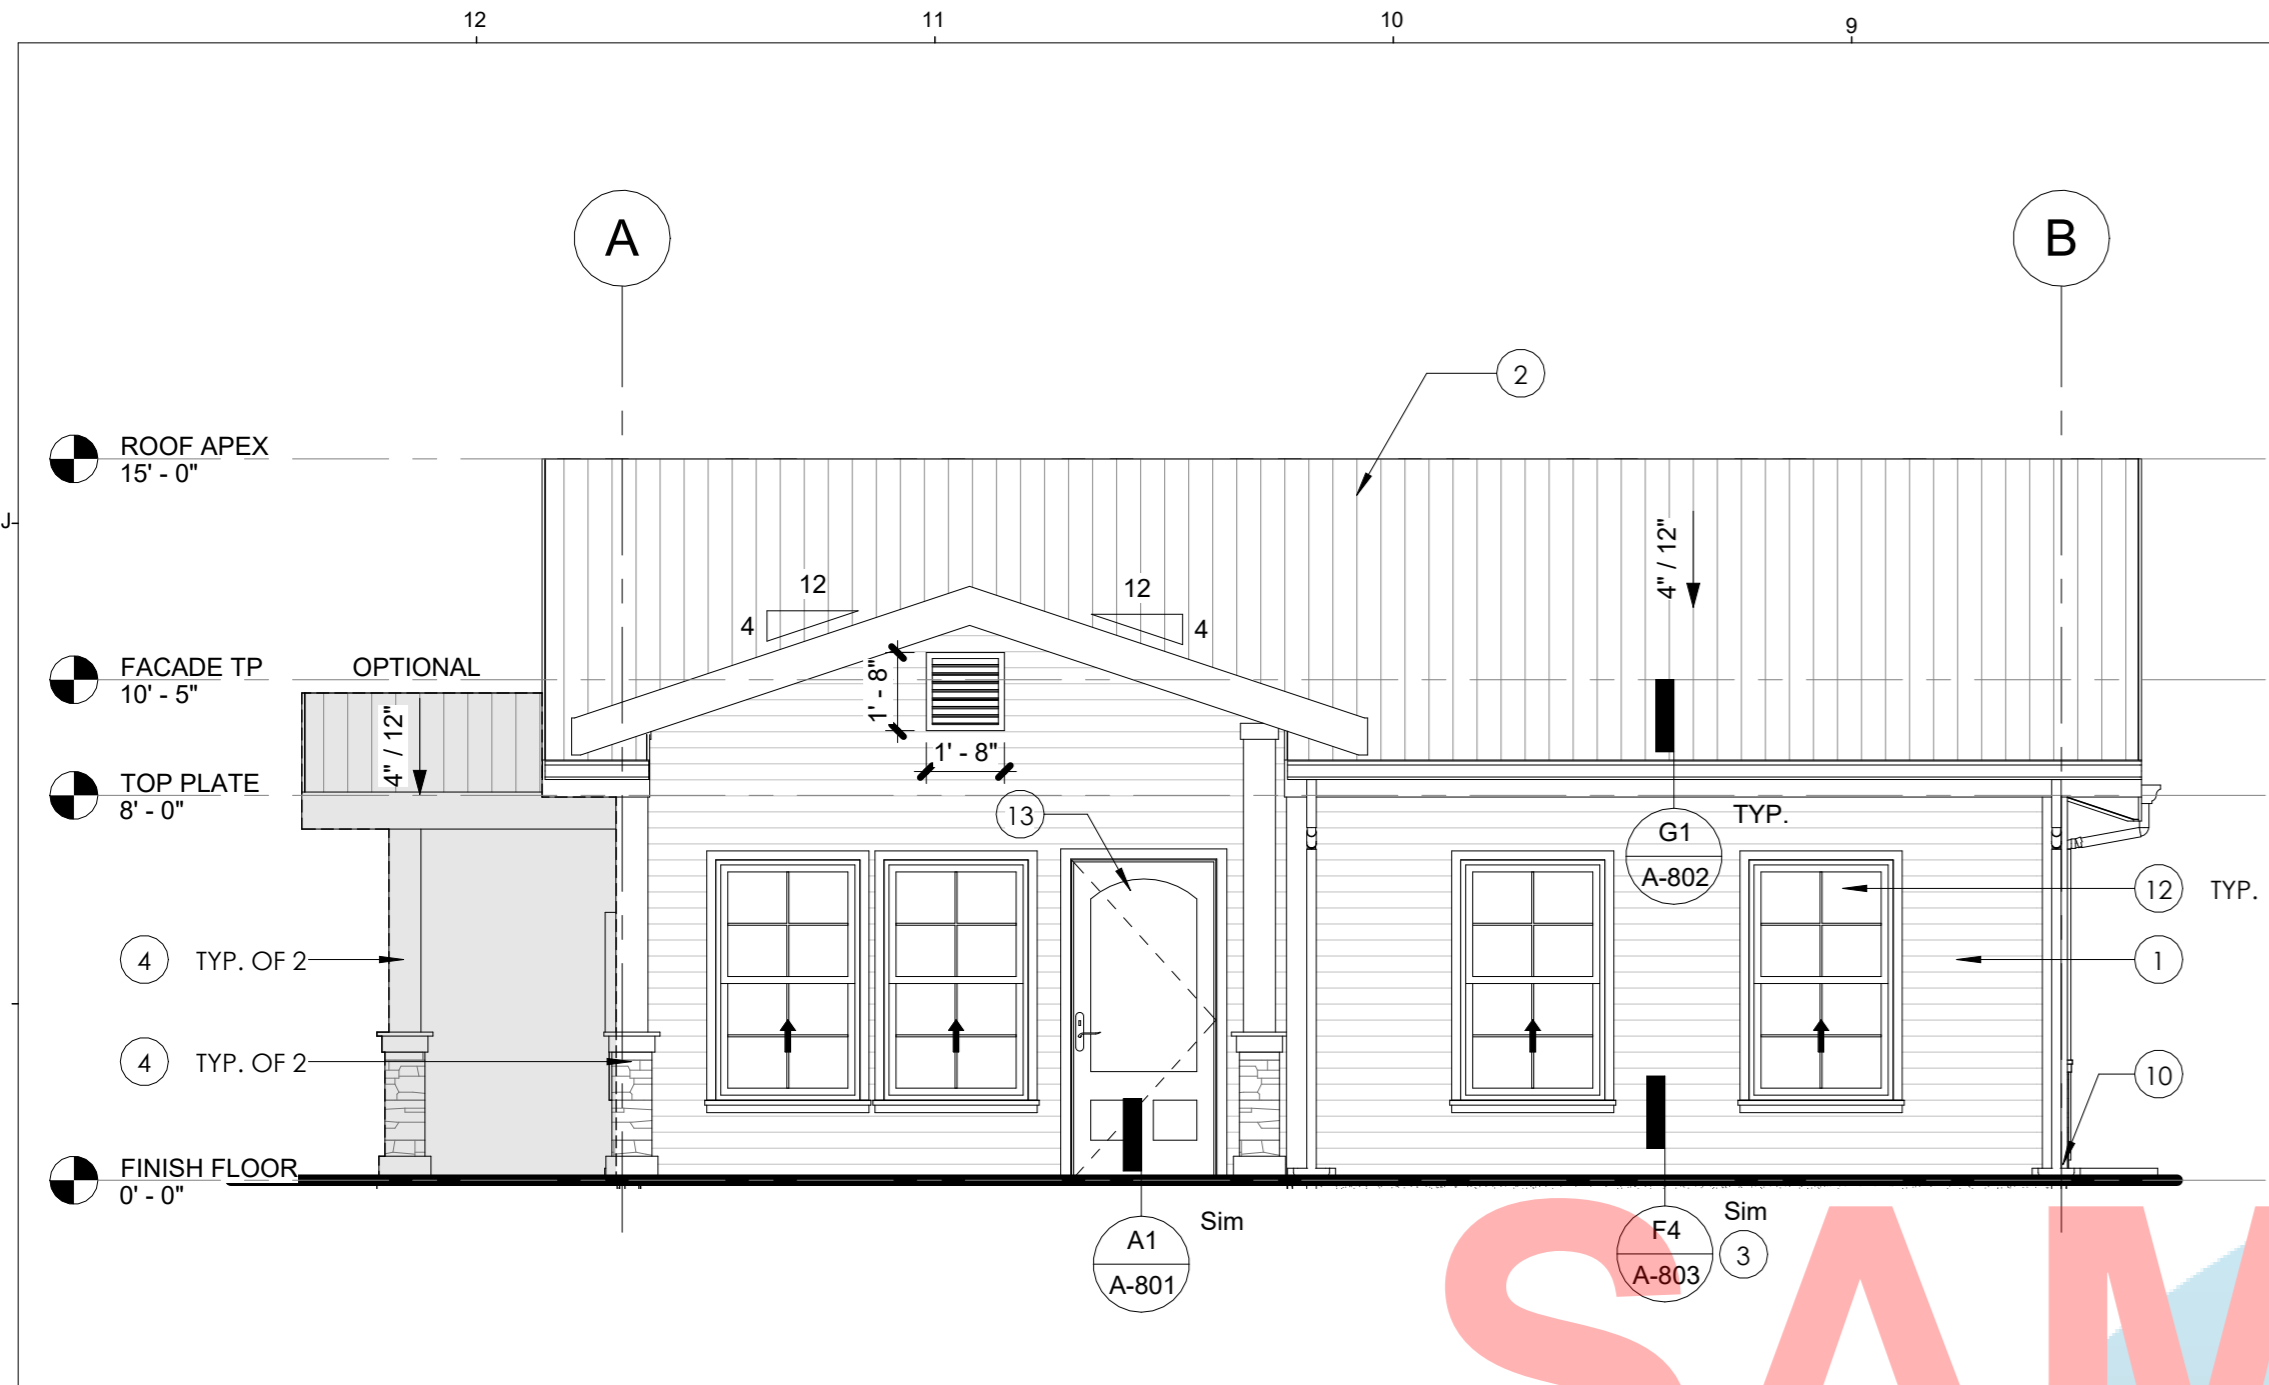 12
11
10
9
A
B
2
ROOF APEX
15' - 0"
J
4" / 12"
12
12
4
4
FACADE TP
10' - 5"
OPTIONAL
1' - 8"
4" / 12"
1' - 8"
TOP PLATE
8' - 0"
13
TYP.
G1
A-802
12 TYP.
4 TYP. OF 2
1
4 TYP. OF 2
10
FINISH FLOOR
0' - 0"
Sim
A1
A-801
Sim
F4
A-803
3
SAM